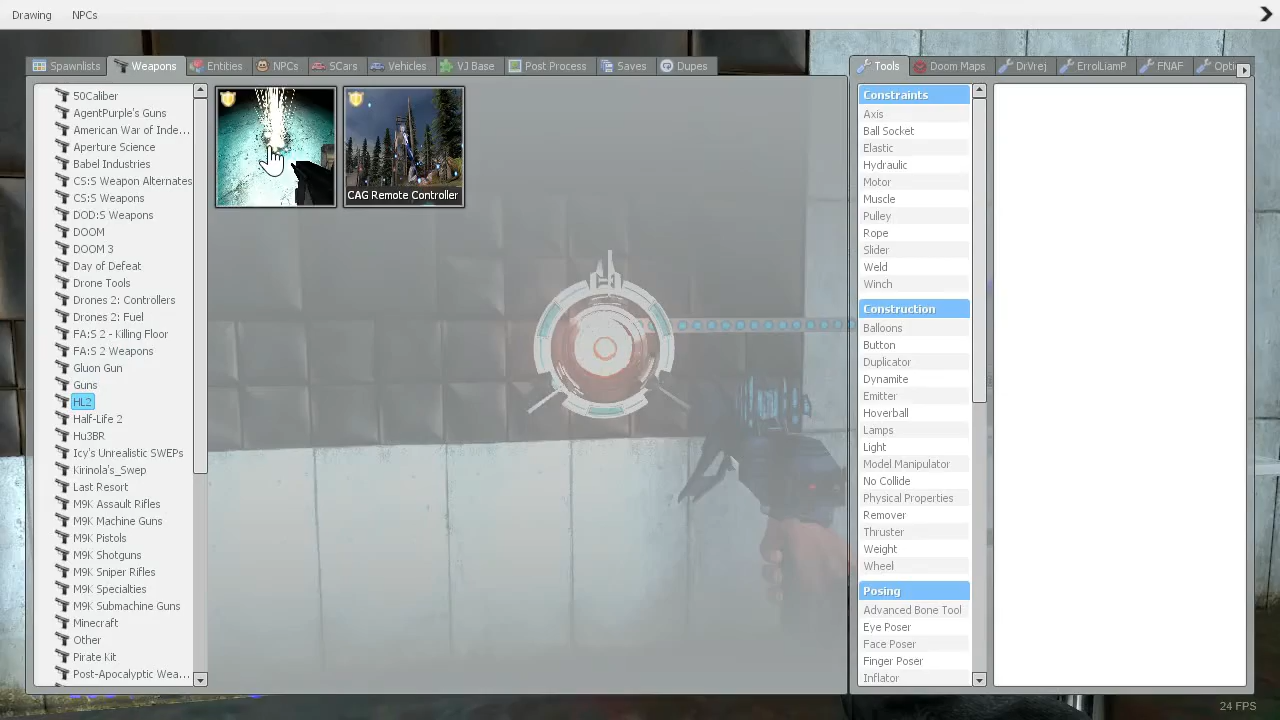 Drawing NPCs
Spawnlists Weapons Entities NPCs SCars Vehicles VJ Base Post Process Saves Dupes
50Caliber
AgentPurple's Guns
American War of Inde...
Aperture Science
Babel Industries
CS:S Weapon Alternates
CS:S Weapons
DOD:S Weapons
DOOM
DOOM 3
Day of Defeat
Drone Tools
Drones 2: Controllers
Drones 2: Fuel
FA:S 2 - Killing Floor
FA:S 2 Weapons
Gluon Gun
Guns
HL2
Half-Life 2
Hu3BR
Icy's Unrealistic SWEPs
Kirinola's_Swep
Last Resort
M9K Assault Rifles
M9K Machine Guns
M9K Pistols
M9K Shotguns
M9K Sniper Rifles
M9K Specialties
M9K Submachine Guns
Minecraft
Other
Pirate Kit
Post-Apocalyptic Wea...
CAG Remote Controller
Tools Doom Maps DrVrej ErrolLiamP FNAF Opti
Constraints
Axis
Ball Socket
Elastic
Hydraulic
Motor
Muscle
Pulley
Rope
Slider
Weld
Winch
Construction
Balloons
Button
Duplicator
Dynamite
Emitter
Hoverball
Lamps
Light
Model Manipulator
No Collide
Physical Properties
Remover
Thruster
Weight
Wheel
Posing
Advanced Bone Tool
Eye Poser
Face Poser
Finger Poser
Inflator
24 FPS